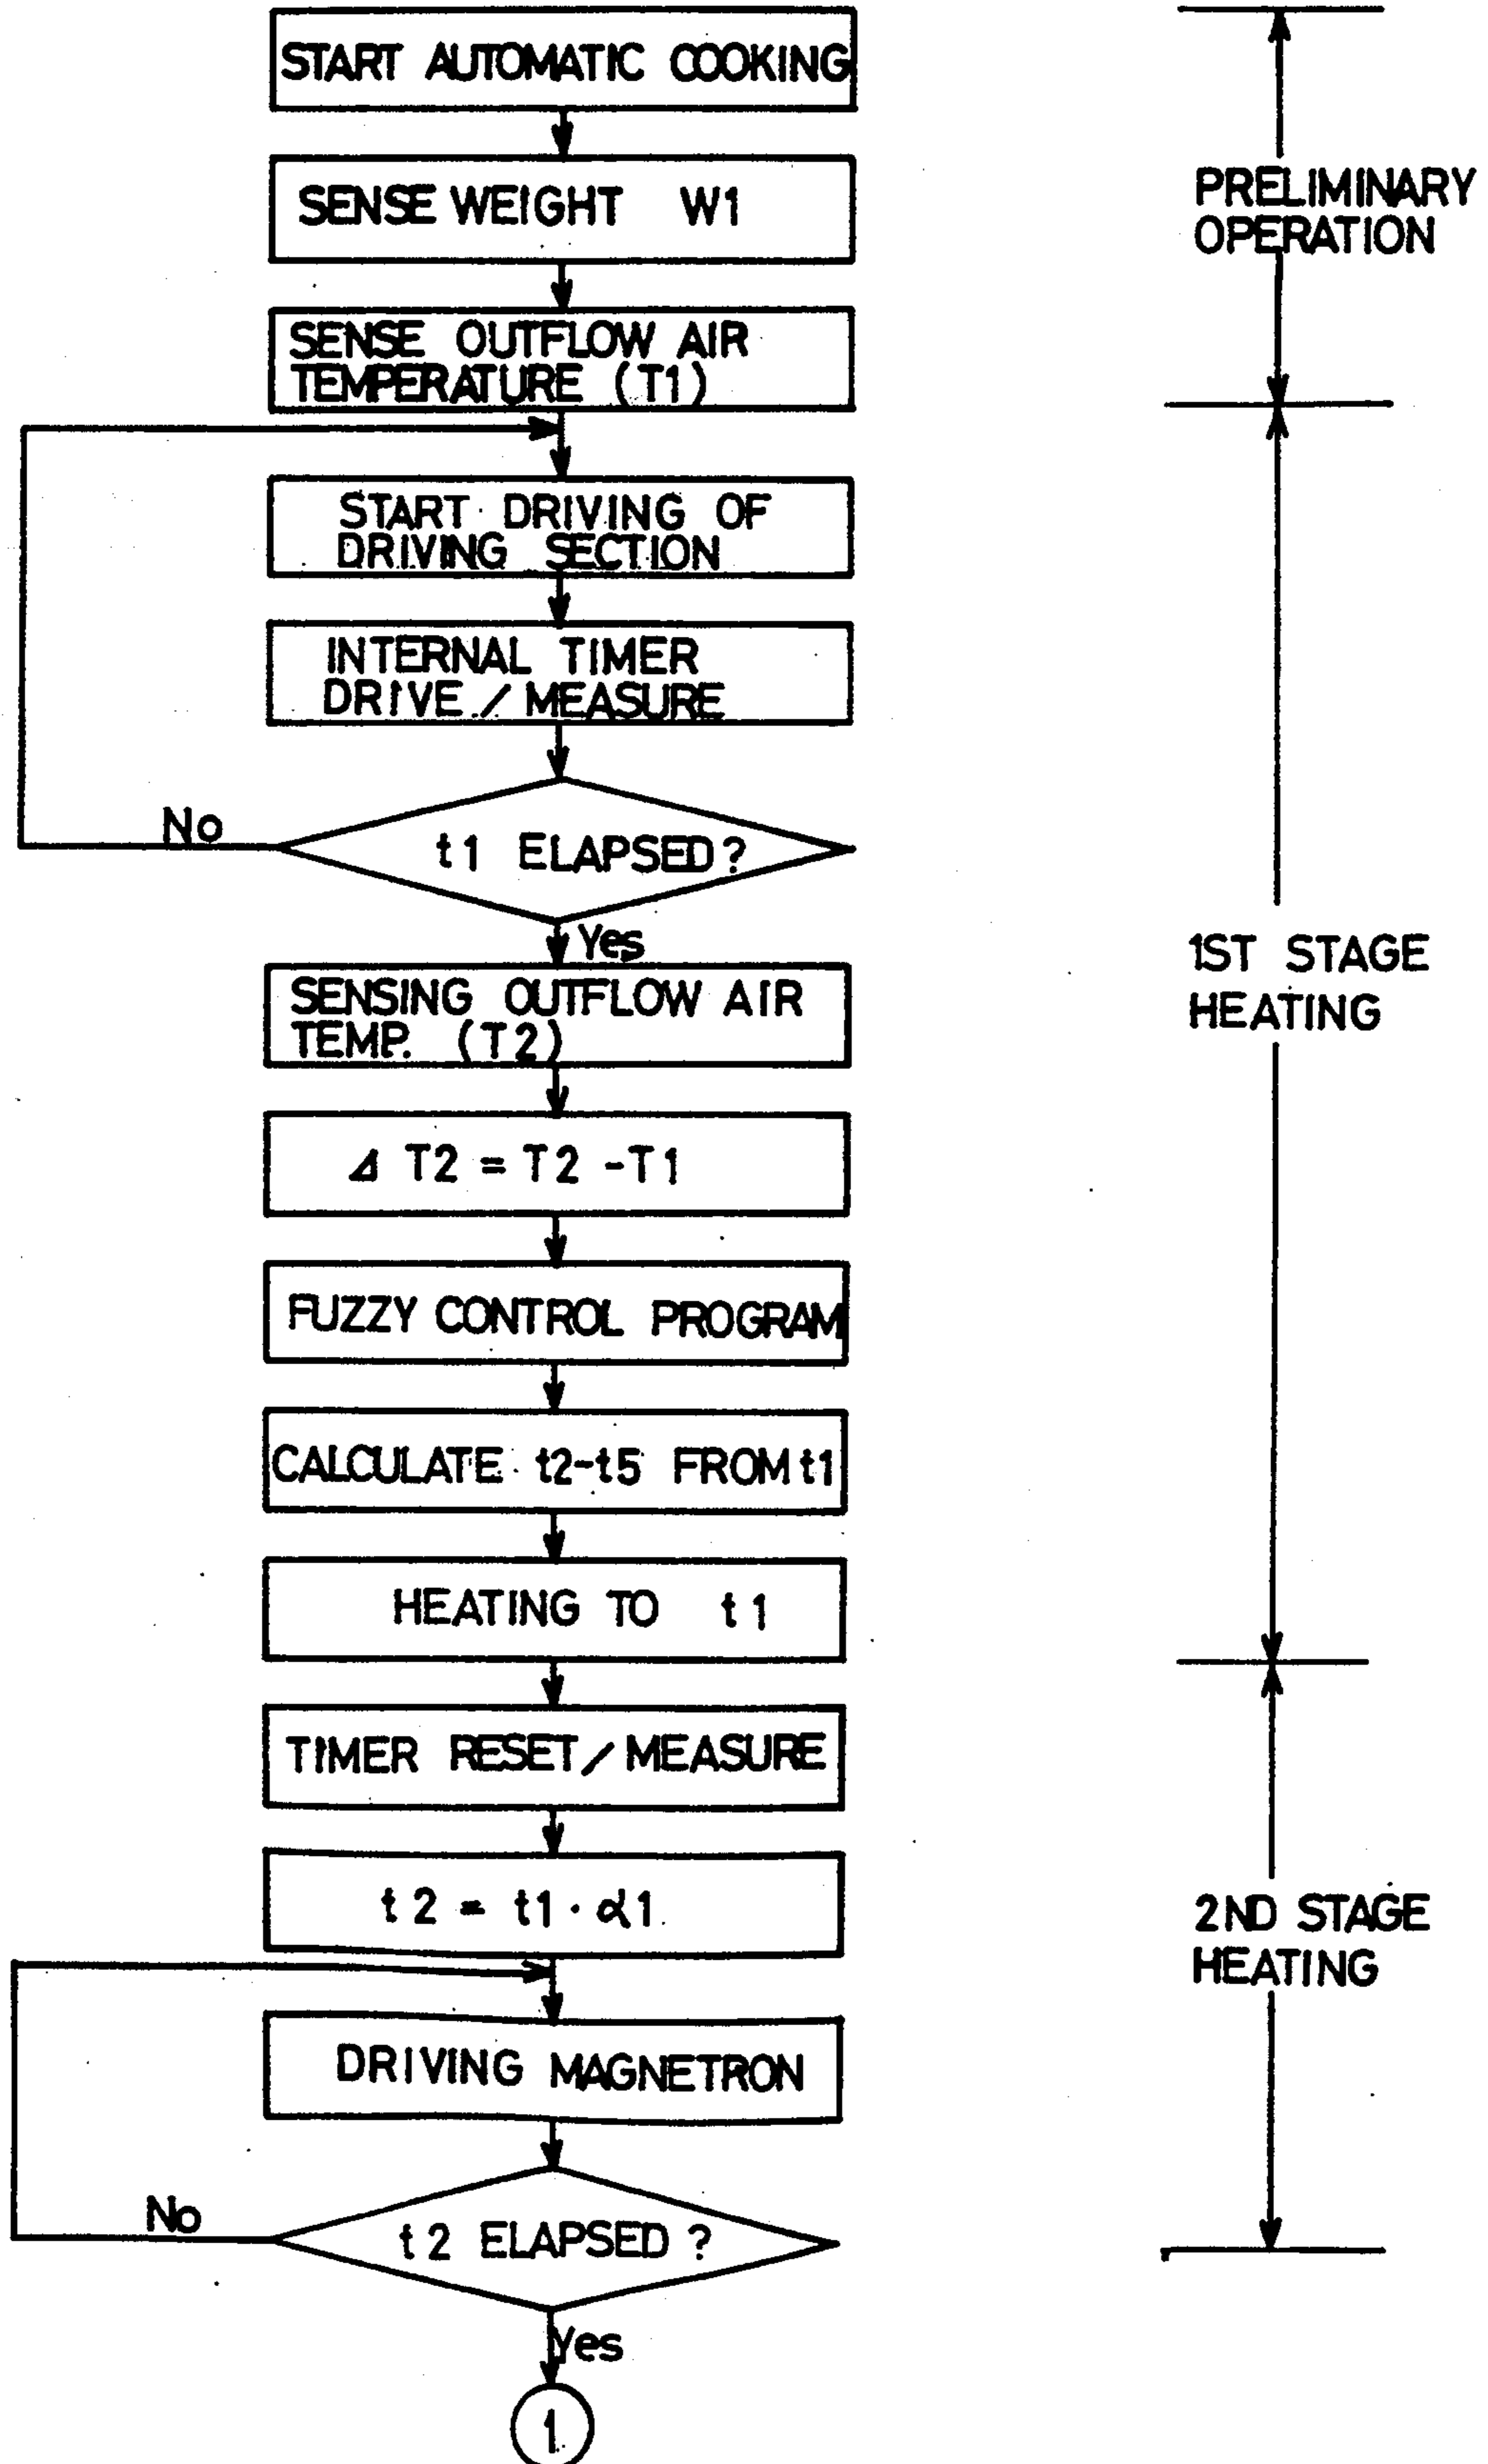 START AUTOMATIC COOKING
SENSE WEIGHT W1
SENSE OUTFLOW AIR
TEMPERATURE (T1)
START DRIVING OF
DRIVING SECTION
INTERNAL TIMER
DRIVE / MEASURE
No
t1 ELAPSED?
Yes
SENSING OUTFLOW AIR
TEMP. (T2)
⊿ T2 = T2 - T1
FUZZY CONTROL PROGRAM
CALCULATE t2-t5 FROM t1
HEATING TO t1
TIMER RESET / MEASURE
t2 = t1 · α1
DRIVING MAGNETRON
No
t2 ELAPSED ?
Yes
1
PRELIMINARY
OPERATION
1ST STAGE
HEATING
2ND STAGE
HEATING